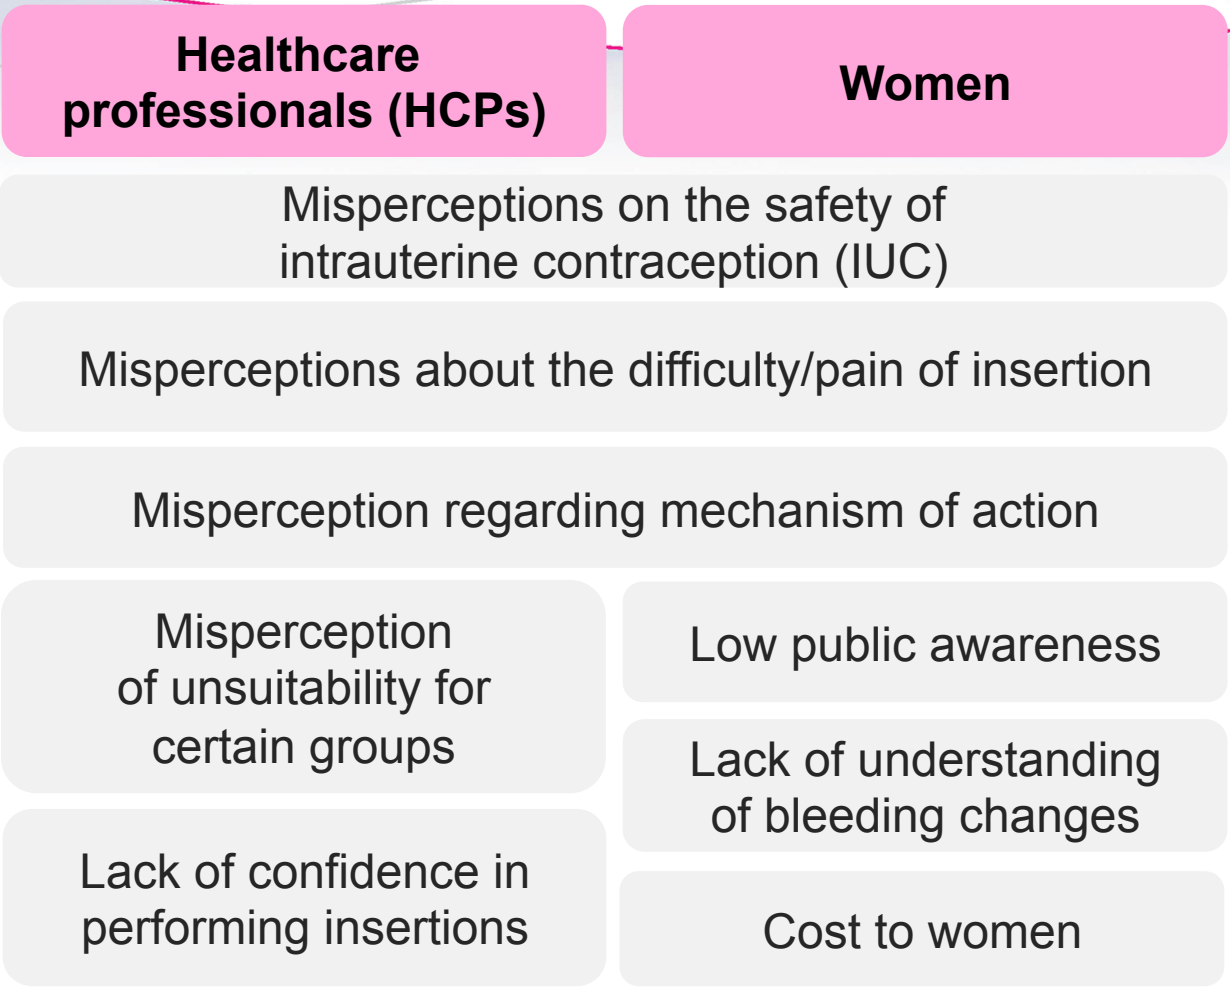 Healthcare
professionals (HCPs)
Women
Misperceptions on the safety of
intrauterine contraception (IUC)
Misperceptions about the difficulty/pain of insertion
Misperception regarding mechanism of action
Misperception
of unsuitability for
certain groups
Lack of confidence in
performing insertions
Low public awareness
Lack of understanding
of bleeding changes
Cost to women